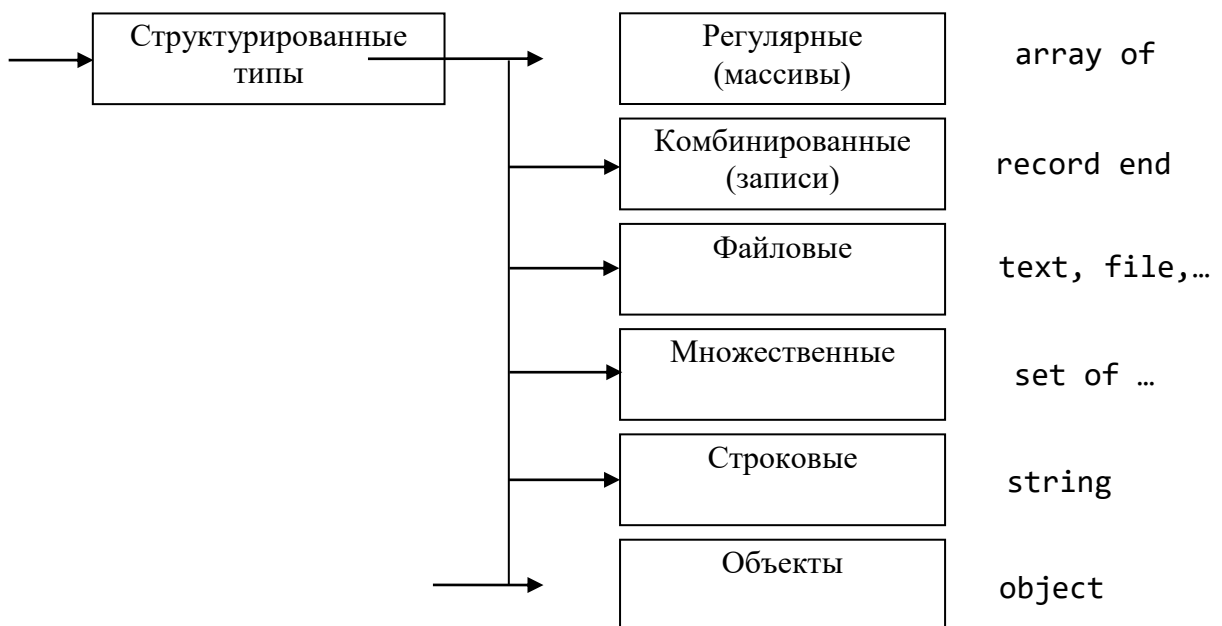 Структурированные
типы
Регулярные
(массивы)
array of
Комбинированные
(записи)
record end
Файловые
text, file,…
Множественные
set of …
Строковые
string
Объекты
object